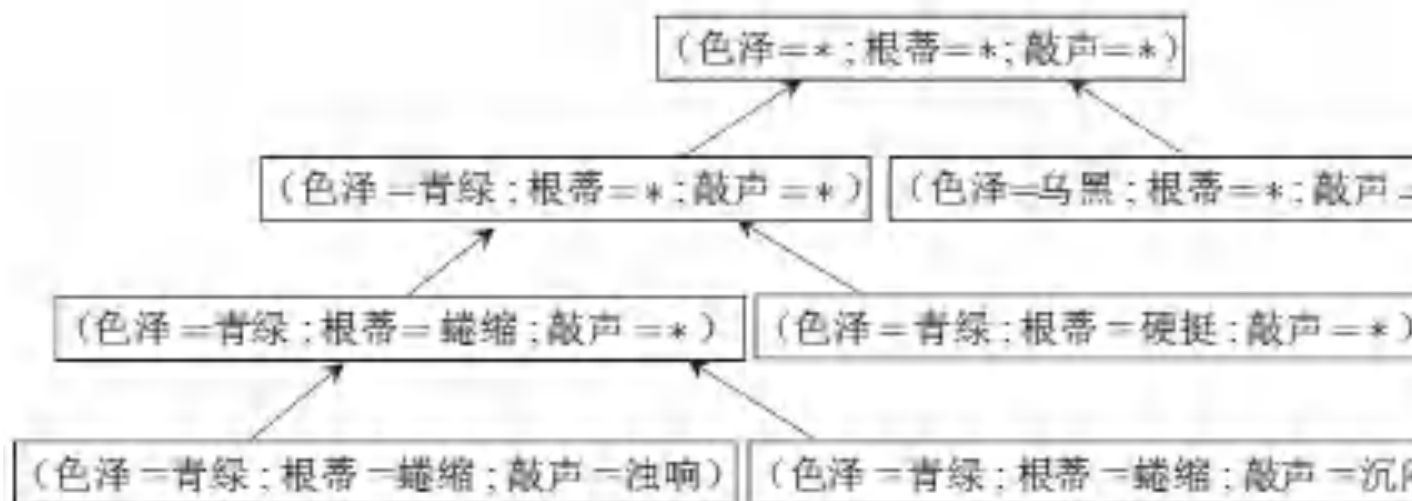 (色泽=*;根蒂=*;敲声=*)
(色泽=青绿;根蒂=*;敲声=*) (色泽=乌黑;根蒂=*;敲声=
(色泽=青绿;根蒂=蜷缩;敲声=*) (色泽=青绿;根蒂=硬挺;敲声=*)
(色泽=青绿;根蒂=蜷缩;敲声=浊响) (色泽=青绿;根蒂=蜷缩;敲声=沉